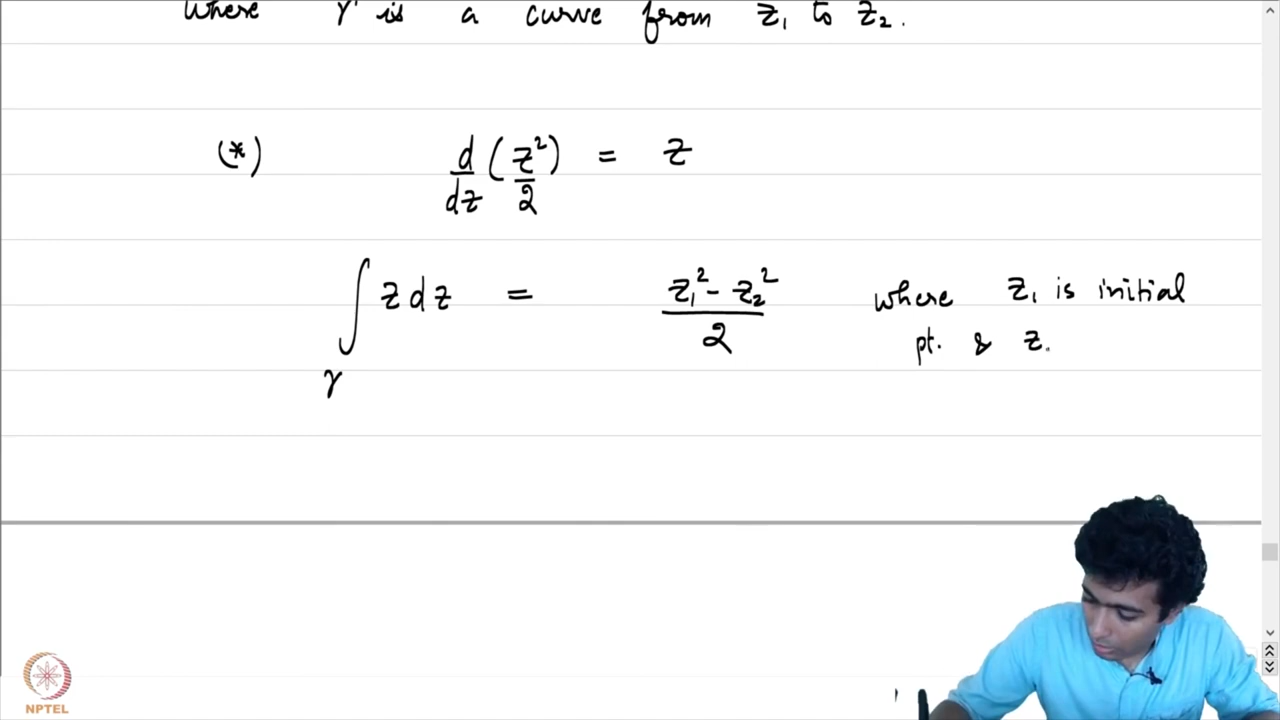 where γ is a curve from z₁ to z₂.
(*) d/dz (z²/2) = z
∫_γ z dz = (z₁² - z₂²)/2 where z₁ is initial
pt. & z.
NPTEL